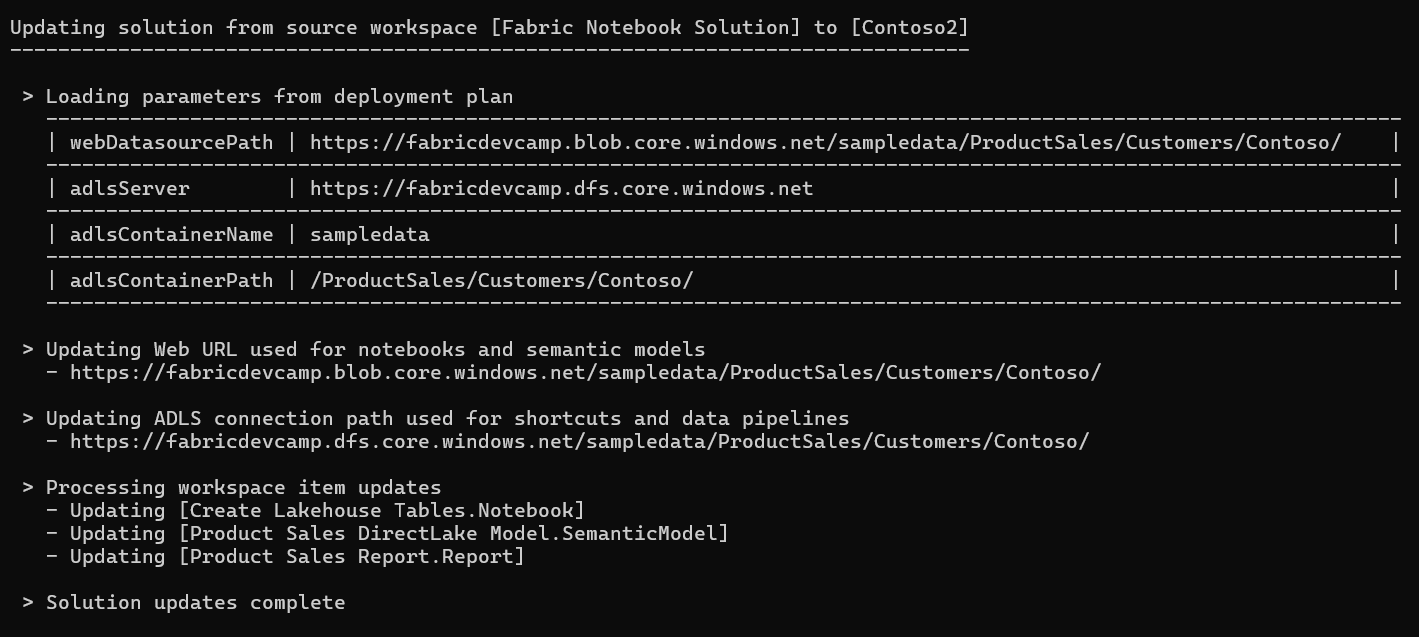 Updating solution from source workspace [Fabric Notebook Solution] to [Contoso2]
--------------------------------------------------------------------------------
> Loading parameters from deployment plan
-----------------------------------------------------------------------------------------------------------------
| webDatasourcePath | https://fabricdevcamp.blob.core.windows.net/sampledata/ProductSales/Customers/Contoso/    |
-----------------------------------------------------------------------------------------------------------------
| adlsServer        | https://fabricdevcamp.dfs.core.windows.net                                                |
-----------------------------------------------------------------------------------------------------------------
| adlsContainerName | sampledata                                                                                |
-----------------------------------------------------------------------------------------------------------------
| adlsContainerPath | /ProductSales/Customers/Contoso/                                                          |
-----------------------------------------------------------------------------------------------------------------
> Updating Web URL used for notebooks and semantic models
- https://fabricdevcamp.blob.core.windows.net/sampledata/ProductSales/Customers/Contoso/
> Updating ADLS connection path used for shortcuts and data pipelines
- https://fabricdevcamp.dfs.core.windows.net/sampledata/ProductSales/Customers/Contoso/
> Processing workspace item updates
- Updating [Create Lakehouse Tables.Notebook]
- Updating [Product Sales DirectLake Model.SemanticModel]
- Updating [Product Sales Report.Report]
> Solution updates complete